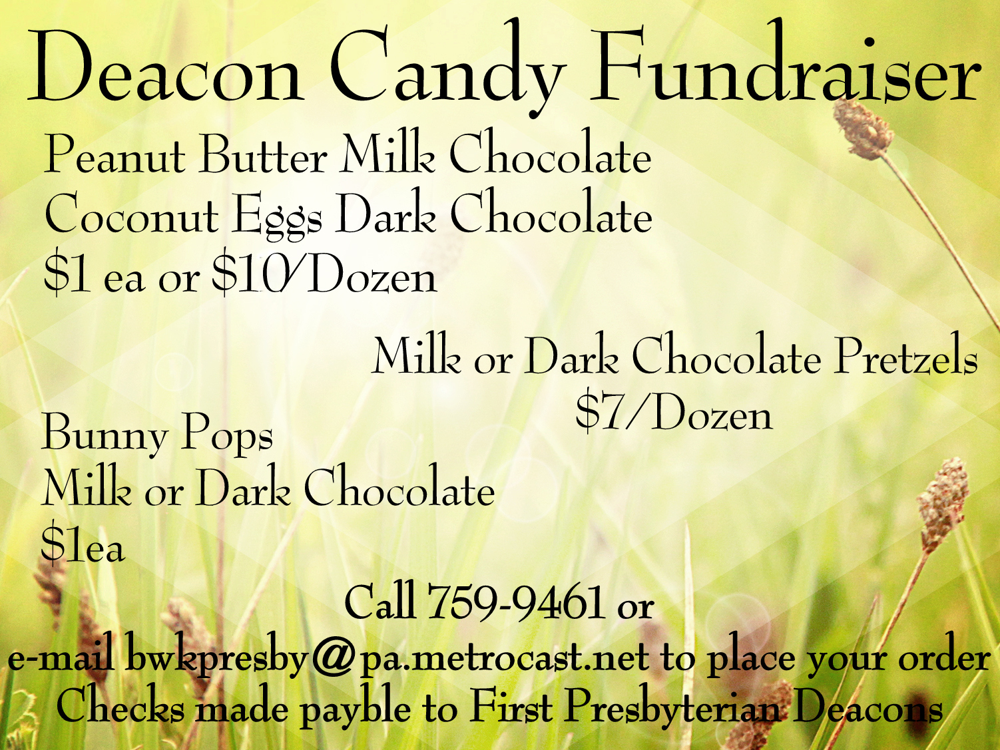 Deacon Candy Fundraiser
Peanut Butter Milk Chocolate
Coconut Eggs Dark Chocolate
$1 ea or $10/Dozen
Milk or Dark Chocolate Pretzels
$7/Dozen
Bunny Pops
Milk or Dark Chocolate
$1ea
Call 759-9461 or
e-mail bwkpresby@pa.metrocast.net to place your order
Checks made payble to First Presbyterian Deacons